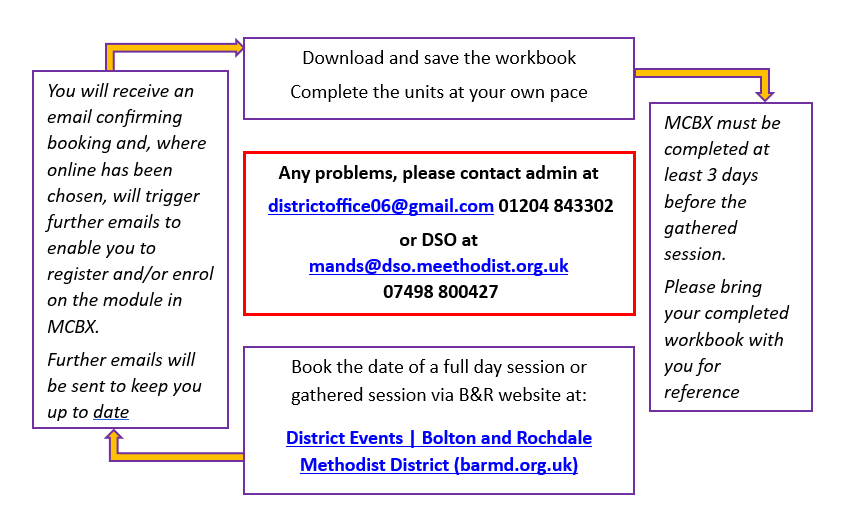 Download and save the workbook
Complete the units at your own pace
You will receive an
email confirming
booking and, where
online has been
chosen, will trigger
further emails to
enable you to
register and/or enrol
on the module in
MCBX.
Further emails will
be sent to keep you
up to date
MCBX must be
completed at
least 3 days
before the
gathered
session.
Please bring
your completed
workbook with
you for
reference
Any problems, please contact admin at
districtoffice06@gmail.com 01204 843302
or DSO at
mands@dso.meethodist.org.uk
07498 800427
Book the date of a full day session or
gathered session via B&R website at:
District Events | Bolton and Rochdale
Methodist District (barmd.org.uk)